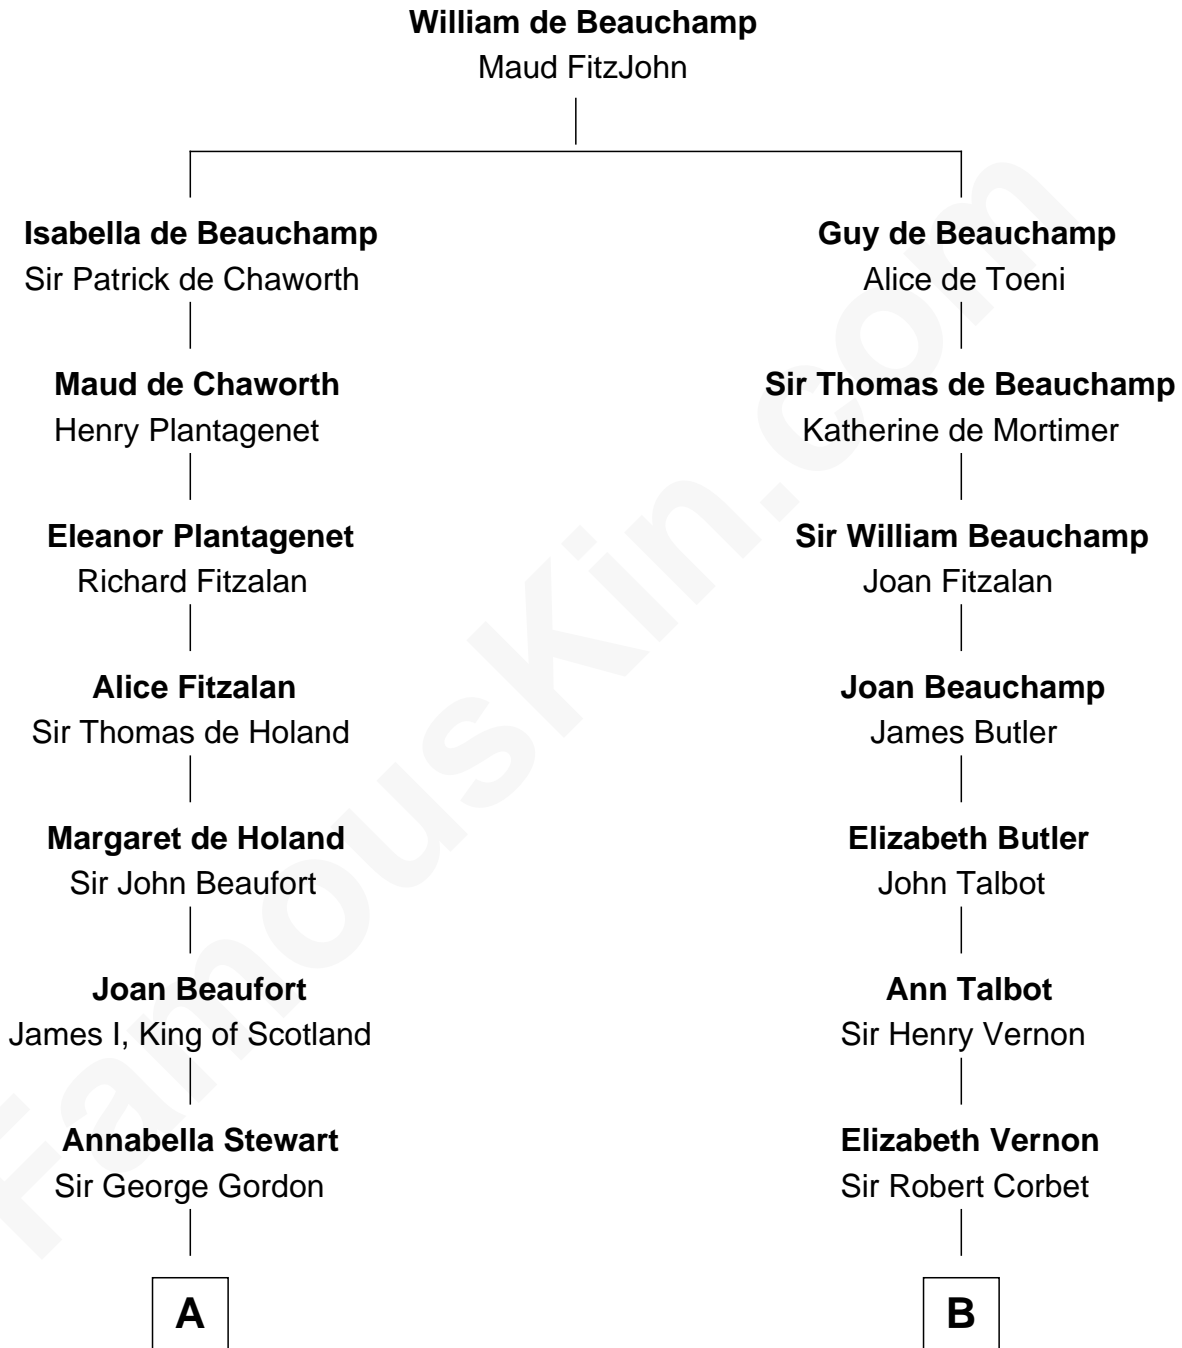 William de Beauchamp
Maud FitzJohn
Isabella de Beauchamp
Sir Patrick de Chaworth
Maud de Chaworth
Henry Plantagenet
Eleanor Plantagenet
Richard Fitzalan
Alice Fitzalan
Sir Thomas de Holand
Margaret de Holand
Sir John Beaufort
Joan Beaufort
James I, King of Scotland
Annabella Stewart
Sir George Gordon
A
Guy de Beauchamp
Alice de Toeni
Sir Thomas de Beauchamp
Katherine de Mortimer
Sir William Beauchamp
Joan Fitzalan
Joan Beauchamp
James Butler
Elizabeth Butler
John Talbot
Ann Talbot
Sir Henry Vernon
Elizabeth Vernon
Sir Robert Corbet
B
FamousKin.com